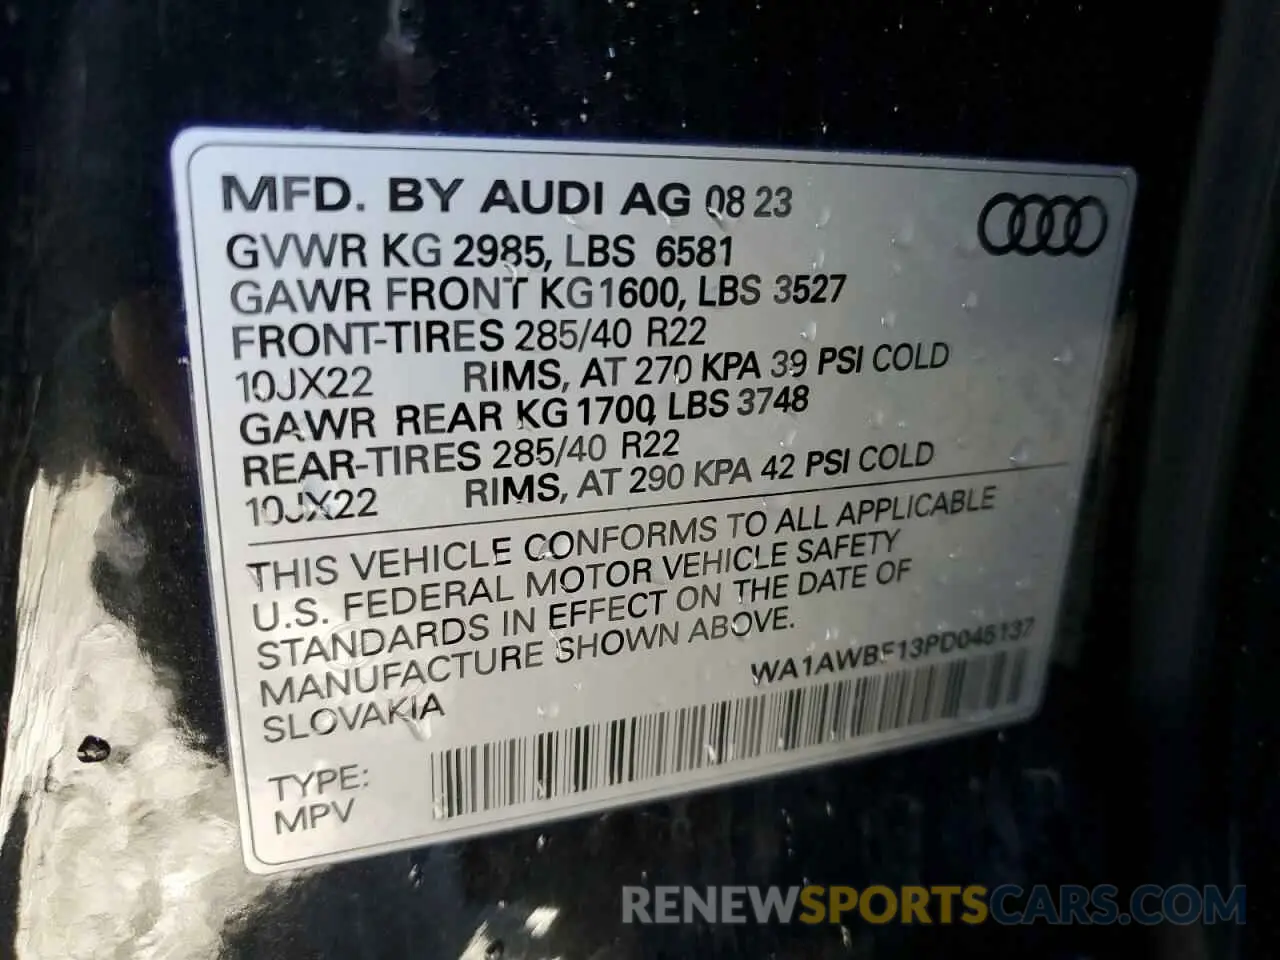 MFD. BY AUDI AG 08 23
GVWR KG 2985, LBS 6581
GAWR FRONT KG 1600, LBS 3527
FRONT-TIRES 285/40 R22
10JX22 RIMS, AT 270 KPA 39 PSI COLD
GAWR REAR KG 1700, LBS 3748
REAR-TIRES 285/40 R22
10JX22 RIMS, AT 290 KPA 42 PSI COLD
THIS VEHICLE CONFORMS TO ALL APPLICABLE
U.S. FEDERAL MOTOR VEHICLE SAFETY
STANDARDS IN EFFECT ON THE DATE OF
MANUFACTURE SHOWN ABOVE.
SLOVAKIA
WA1AWBF13PD045137
TYPE:
MPV
RENEWSPORTSCARS.COM